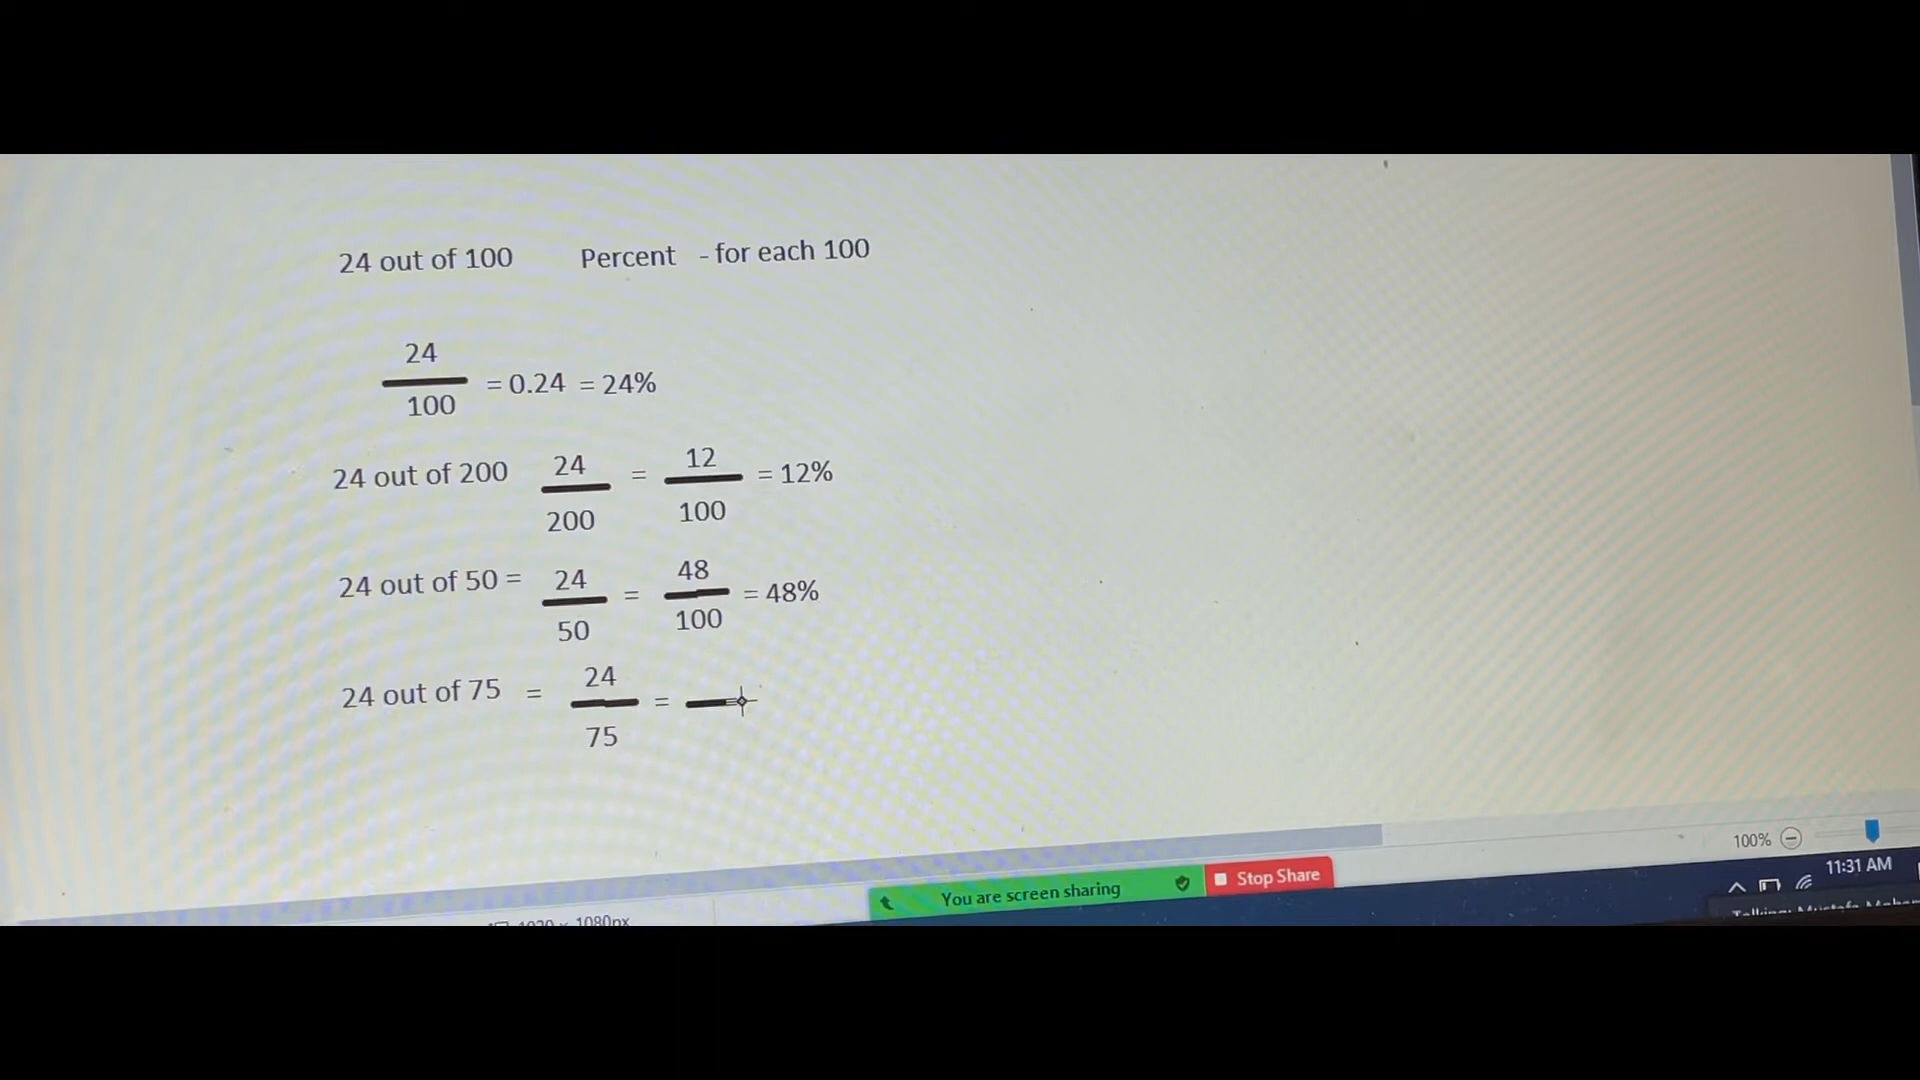 24 out of 100 Percent - for each 100
24
100
= 0.24 = 24%
24 out of 200 24 = 12 = 12%
200 100
24 out of 50 = 24 = 48 = 48%
50 100
24 out of 75 = 24 =
75
100%
11:31 AM
You are screen sharing Stop Share
1080px